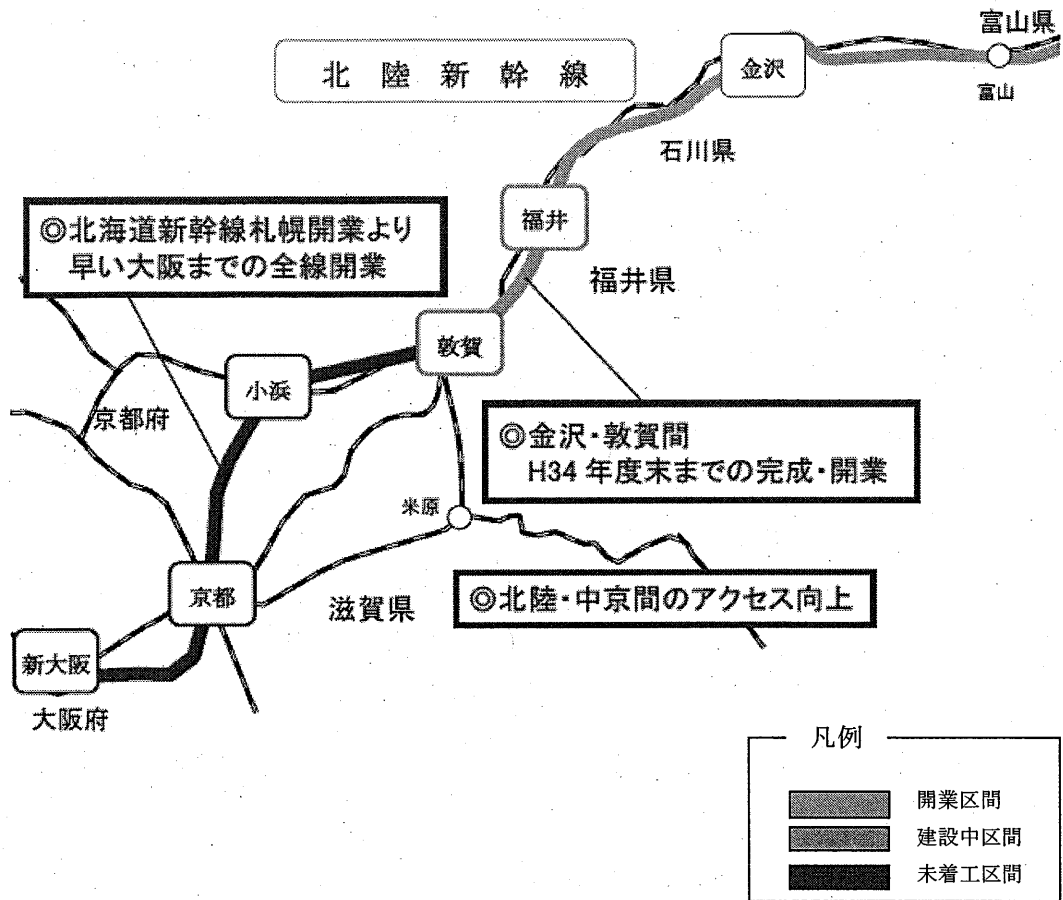 富山県
北陸新幹線
金沢
富山
石川県
福井
◎北海道新幹線札幌開業より
早い大阪までの全線開業
福井県
敦賀
小浜
京都府
◎金沢・敦賀間
H34年度末までの完成・開業
米原
京都
滋賀県
◎北陸・中京間のアクセス向上
新大阪
大阪府
凡例
開業区間
建設中区間
未着工区間